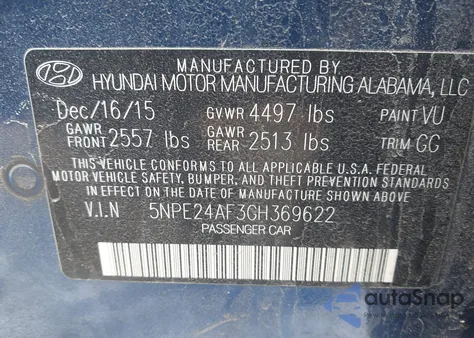 MANUFACTURED BY
HYUNDAI MOTOR MANUFACTURING ALABAMA, LLC
Dec/16/15 GVWR 4497 lbs PAINT VU
GAWR FRONT 2557 lbs GAWR REAR 2513 lbs TRIM GG
THIS VEHICLE CONFORMS TO ALL APPLICABLE U.S.A. FEDERAL
MOTOR VEHICLE SAFETY, BUMPER, AND THEFT PREVENTION
STANDARDS IN EFFECT ON THE DATE OF MANUFACTURE SHOWN ABOVE.
V.I.N 5NPE24AF3GH369622
PASSENGER CAR
autoSnap